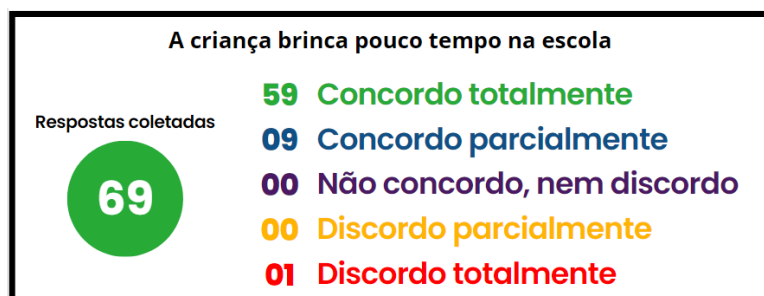 A criança brinca pouco tempo na escola
Respostas coletadas
69
59 Concordo totalmente
09 Concordo parcialmente
00 Não concordo, nem discordo
00 Discordo parcialmente
01 Discordo totalmente